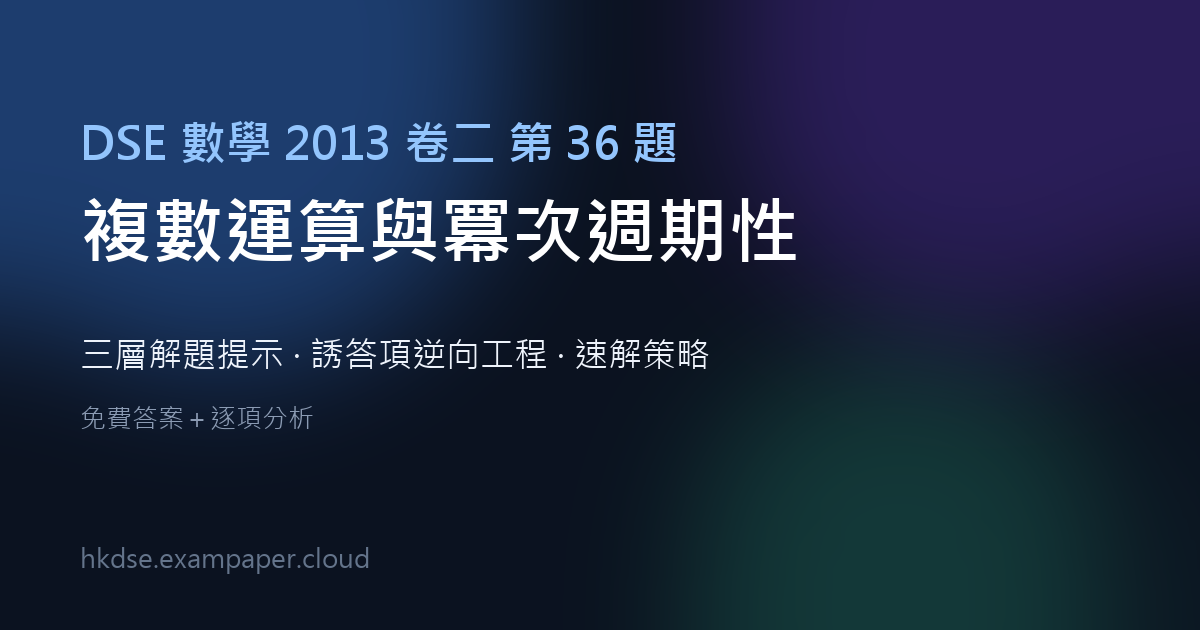 DSE 數學 2013 卷二 第 36 題
複數運算與冪次週期性
三層解題提示 · 誘答項逆向工程 · 速解策略
免費答案 + 逐項分析
hkdse.exampaper.cloud